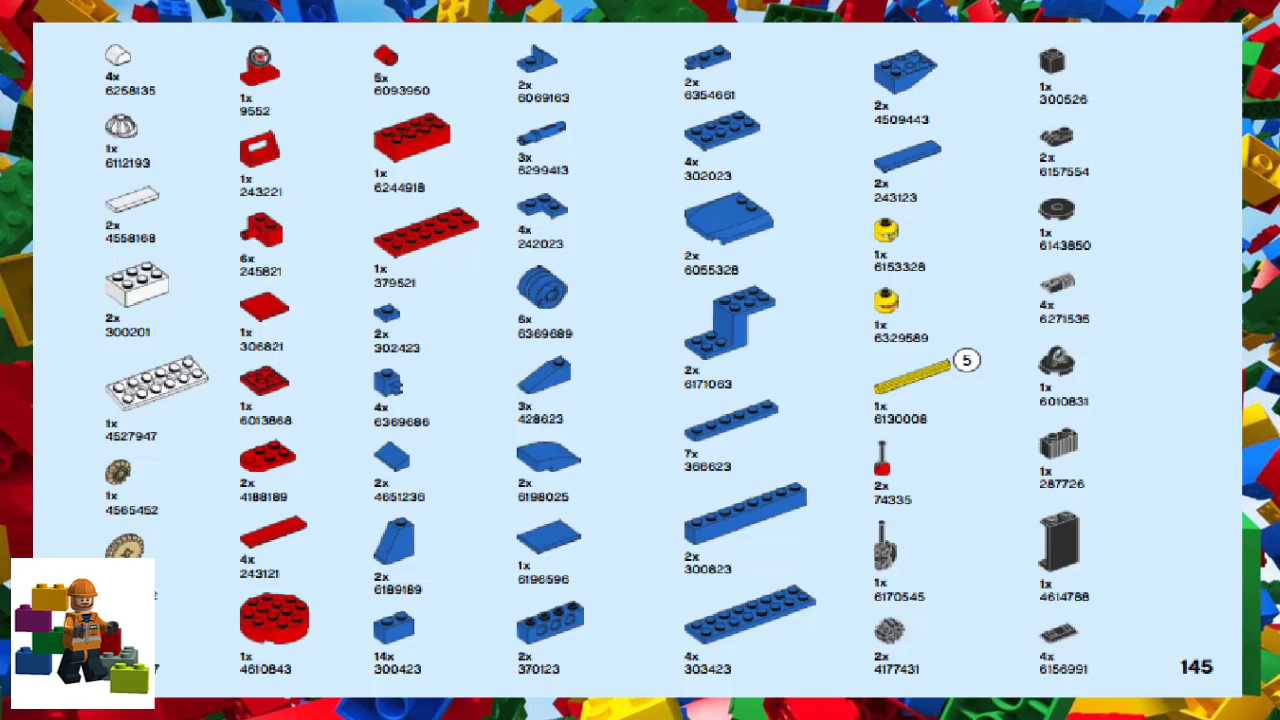 4x
6258135
1x
6112193
2x
4558168
2x
300201
1x
4527947
1x
4565452
1x
9552
1x
243221
6x
245821
1x
306821
1x
6013868
2x
4188189
4x
243121
1x
4610843
5x
6093950
1x
6244918
1x
379521
2x
302423
4x
6369686
2x
4651236
2x
6189189
14x
300423
2x
6069163
3x
6299413
4x
242023
6x
6369689
3x
428623
2x
6198025
1x
6196596
2x
370123
2x
6354661
4x
302023
2x
6055328
2x
6171063
7x
366623
2x
300823
4x
303423
2x
4509443
2x
243123
1x
6153328
1x
6329589
5
1x
6130008
2x
74335
1x
6170545
2x
4177431
1x
300526
2x
6157554
1x
6143850
4x
6271535
1x
6010831
1x
287726
1x
4614788
4x
6156991
145